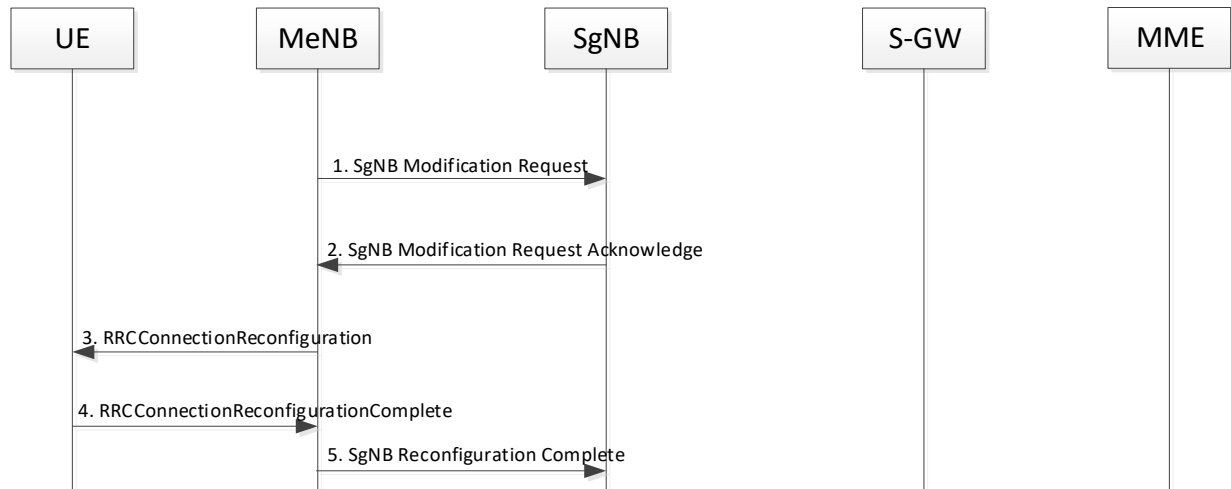 UE
MeNB
SgNB
S-GW
MME
1. SgNB Modification Request
2. SgNB Modification Request Acknowledge
3. RRCConnectionReconfiguration
4. RRCConnectionReconfigurationComplete
5. SgNB Reconfiguration Complete